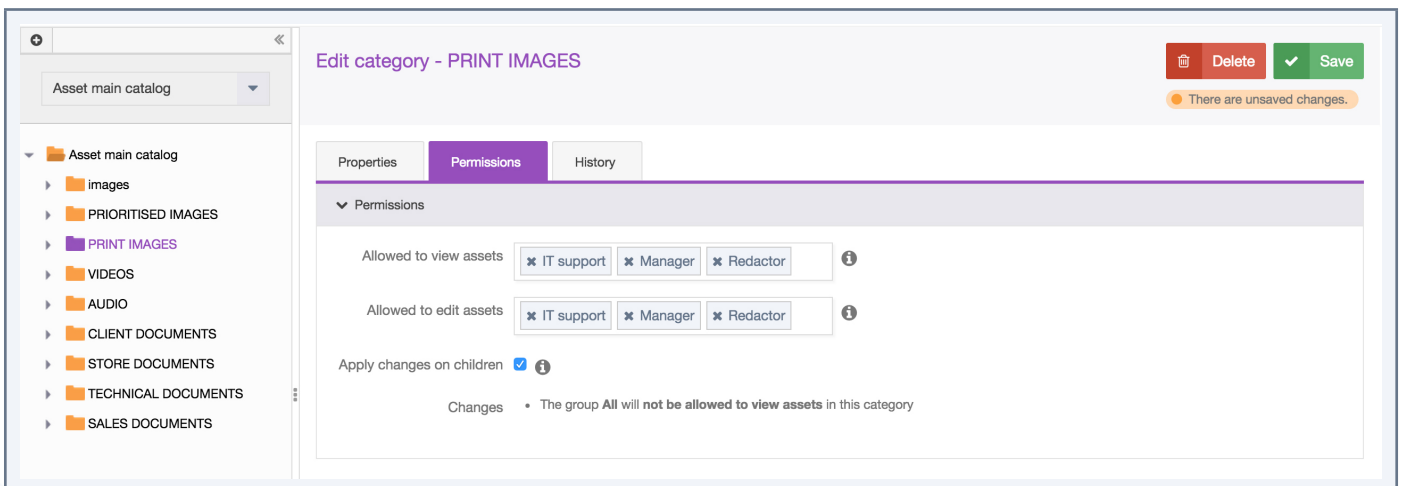 Asset main catalog
Asset main catalog
images
PRIORITISED IMAGES
PRINT IMAGES
VIDEOS
AUDIO
CLIENT DOCUMENTS
STORE DOCUMENTS
TECHNICAL DOCUMENTS
SALES DOCUMENTS
Edit category - PRINT IMAGES
Delete
Save
There are unsaved changes.
Properties
Permissions
History
Permissions
Allowed to view assets
IT support
Manager
Redactor
Allowed to edit assets
IT support
Manager
Redactor
Apply changes on children
Changes
• The group All will not be allowed to view assets in this category